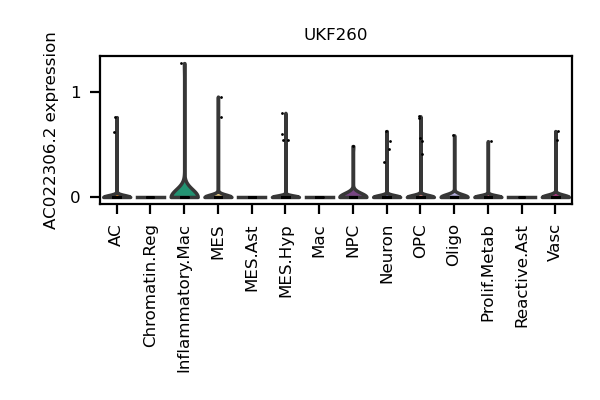 UKF260
AC022306.2 expression
1
0
AC
Chromatin.Reg
Inflammatory.Mac
MES
MES.Ast
MES.Hyp
Mac
NPC
Neuron
OPC
Oligo
Prolif.Metab
Reactive.Ast
Vasc